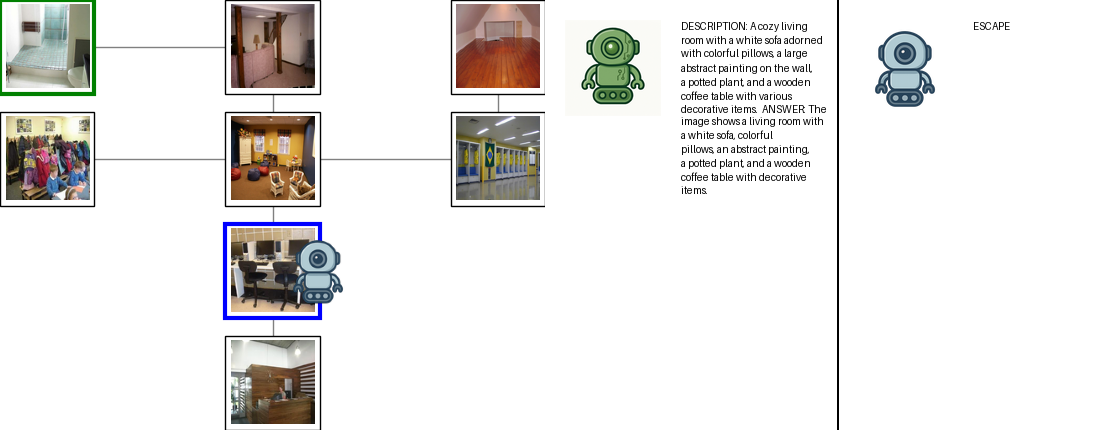 DESCRIPTION: A cozy living
room with a white sofa adorned
with colorful pillows, a large
abstract painting on the wall,
a potted plant, and a wooden
coffee table with various
decorative items. ANSWER: The
image shows a living room with
a white sofa, colorful
pillows, an abstract painting,
a potted plant, and a wooden
coffee table with decorative
items.
ESCAPE